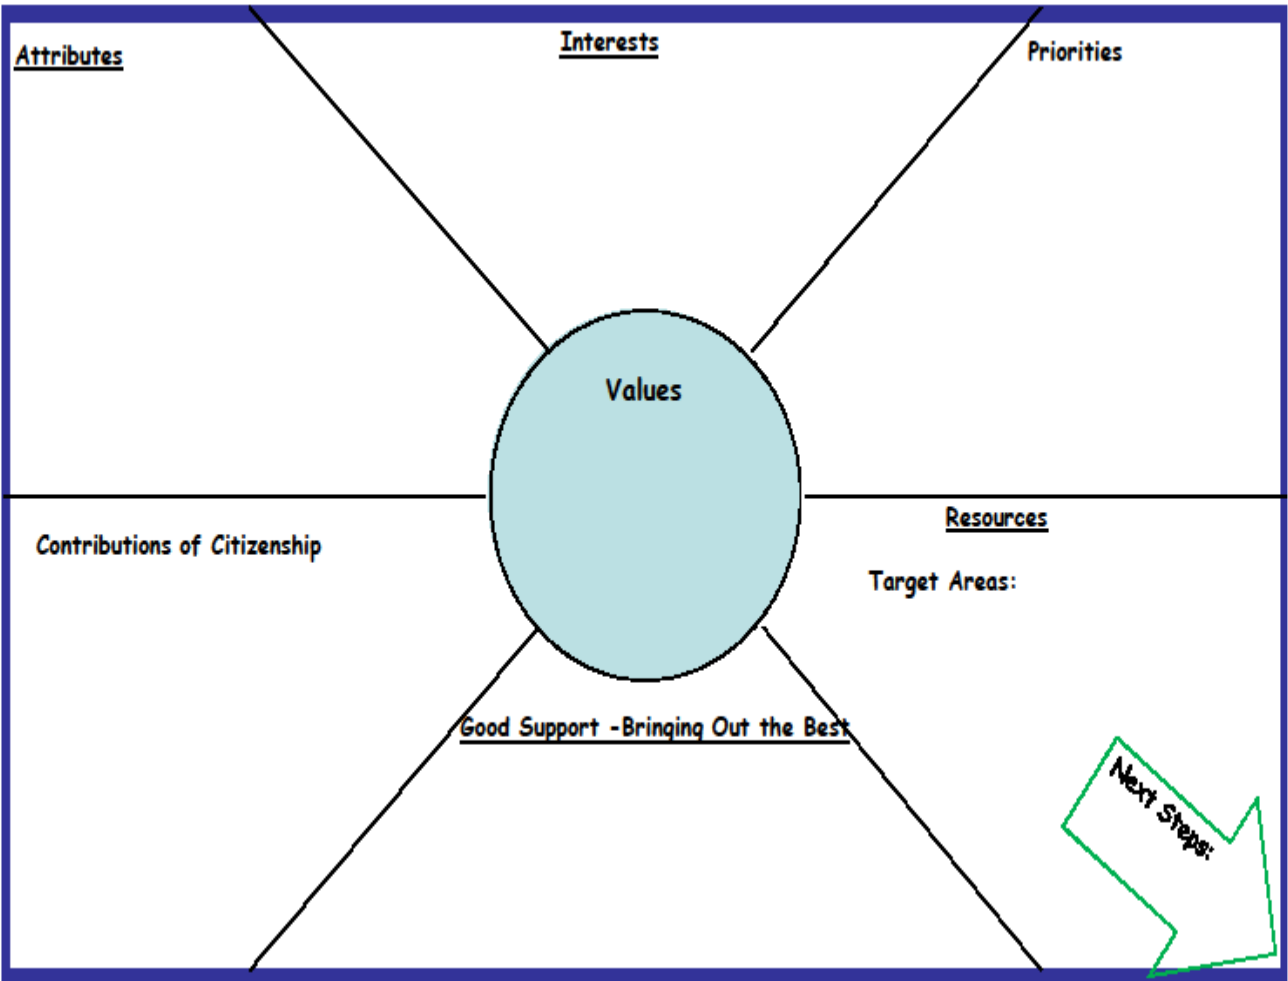 Attributes
Interests
Priorities
Values
Contributions of Citizenship
Resources
Target Areas:
Good Support -Bringing Out the Best
Next Steps: